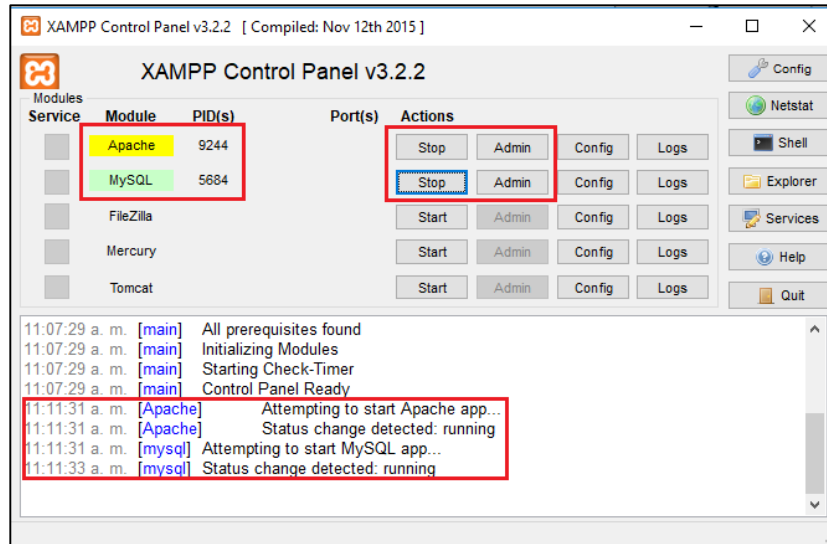 XAMPP Control Panel v3.2.2 [ Compiled: Nov 12th 2015 ]
XAMPP Control Panel v3.2.2
Config
Modules
Service Module PID(s) Port(s) Actions
Netstat
Apache 9244 Stop Admin Config Logs
Shell
MySQL 5684 Stop Admin Config Logs
Explorer
FileZilla Start Admin Config Logs
Services
Mercury Start Admin Config Logs
Help
Tomcat Start Admin Config Logs
Quit
11:07:29 a. m. [main] All prerequisites found
11:07:29 a. m. [main] Initializing Modules
11:07:29 a. m. [main] Starting Check-Timer
11:07:29 a. m. [main] Control Panel Ready
11:11:31 a. m. [Apache] Attempting to start Apache app...
11:11:31 a. m. [Apache] Status change detected: running
11:11:31 a. m. [mysql] Attempting to start MySQL app...
11:11:33 a. m. [mysql] Status change detected: running